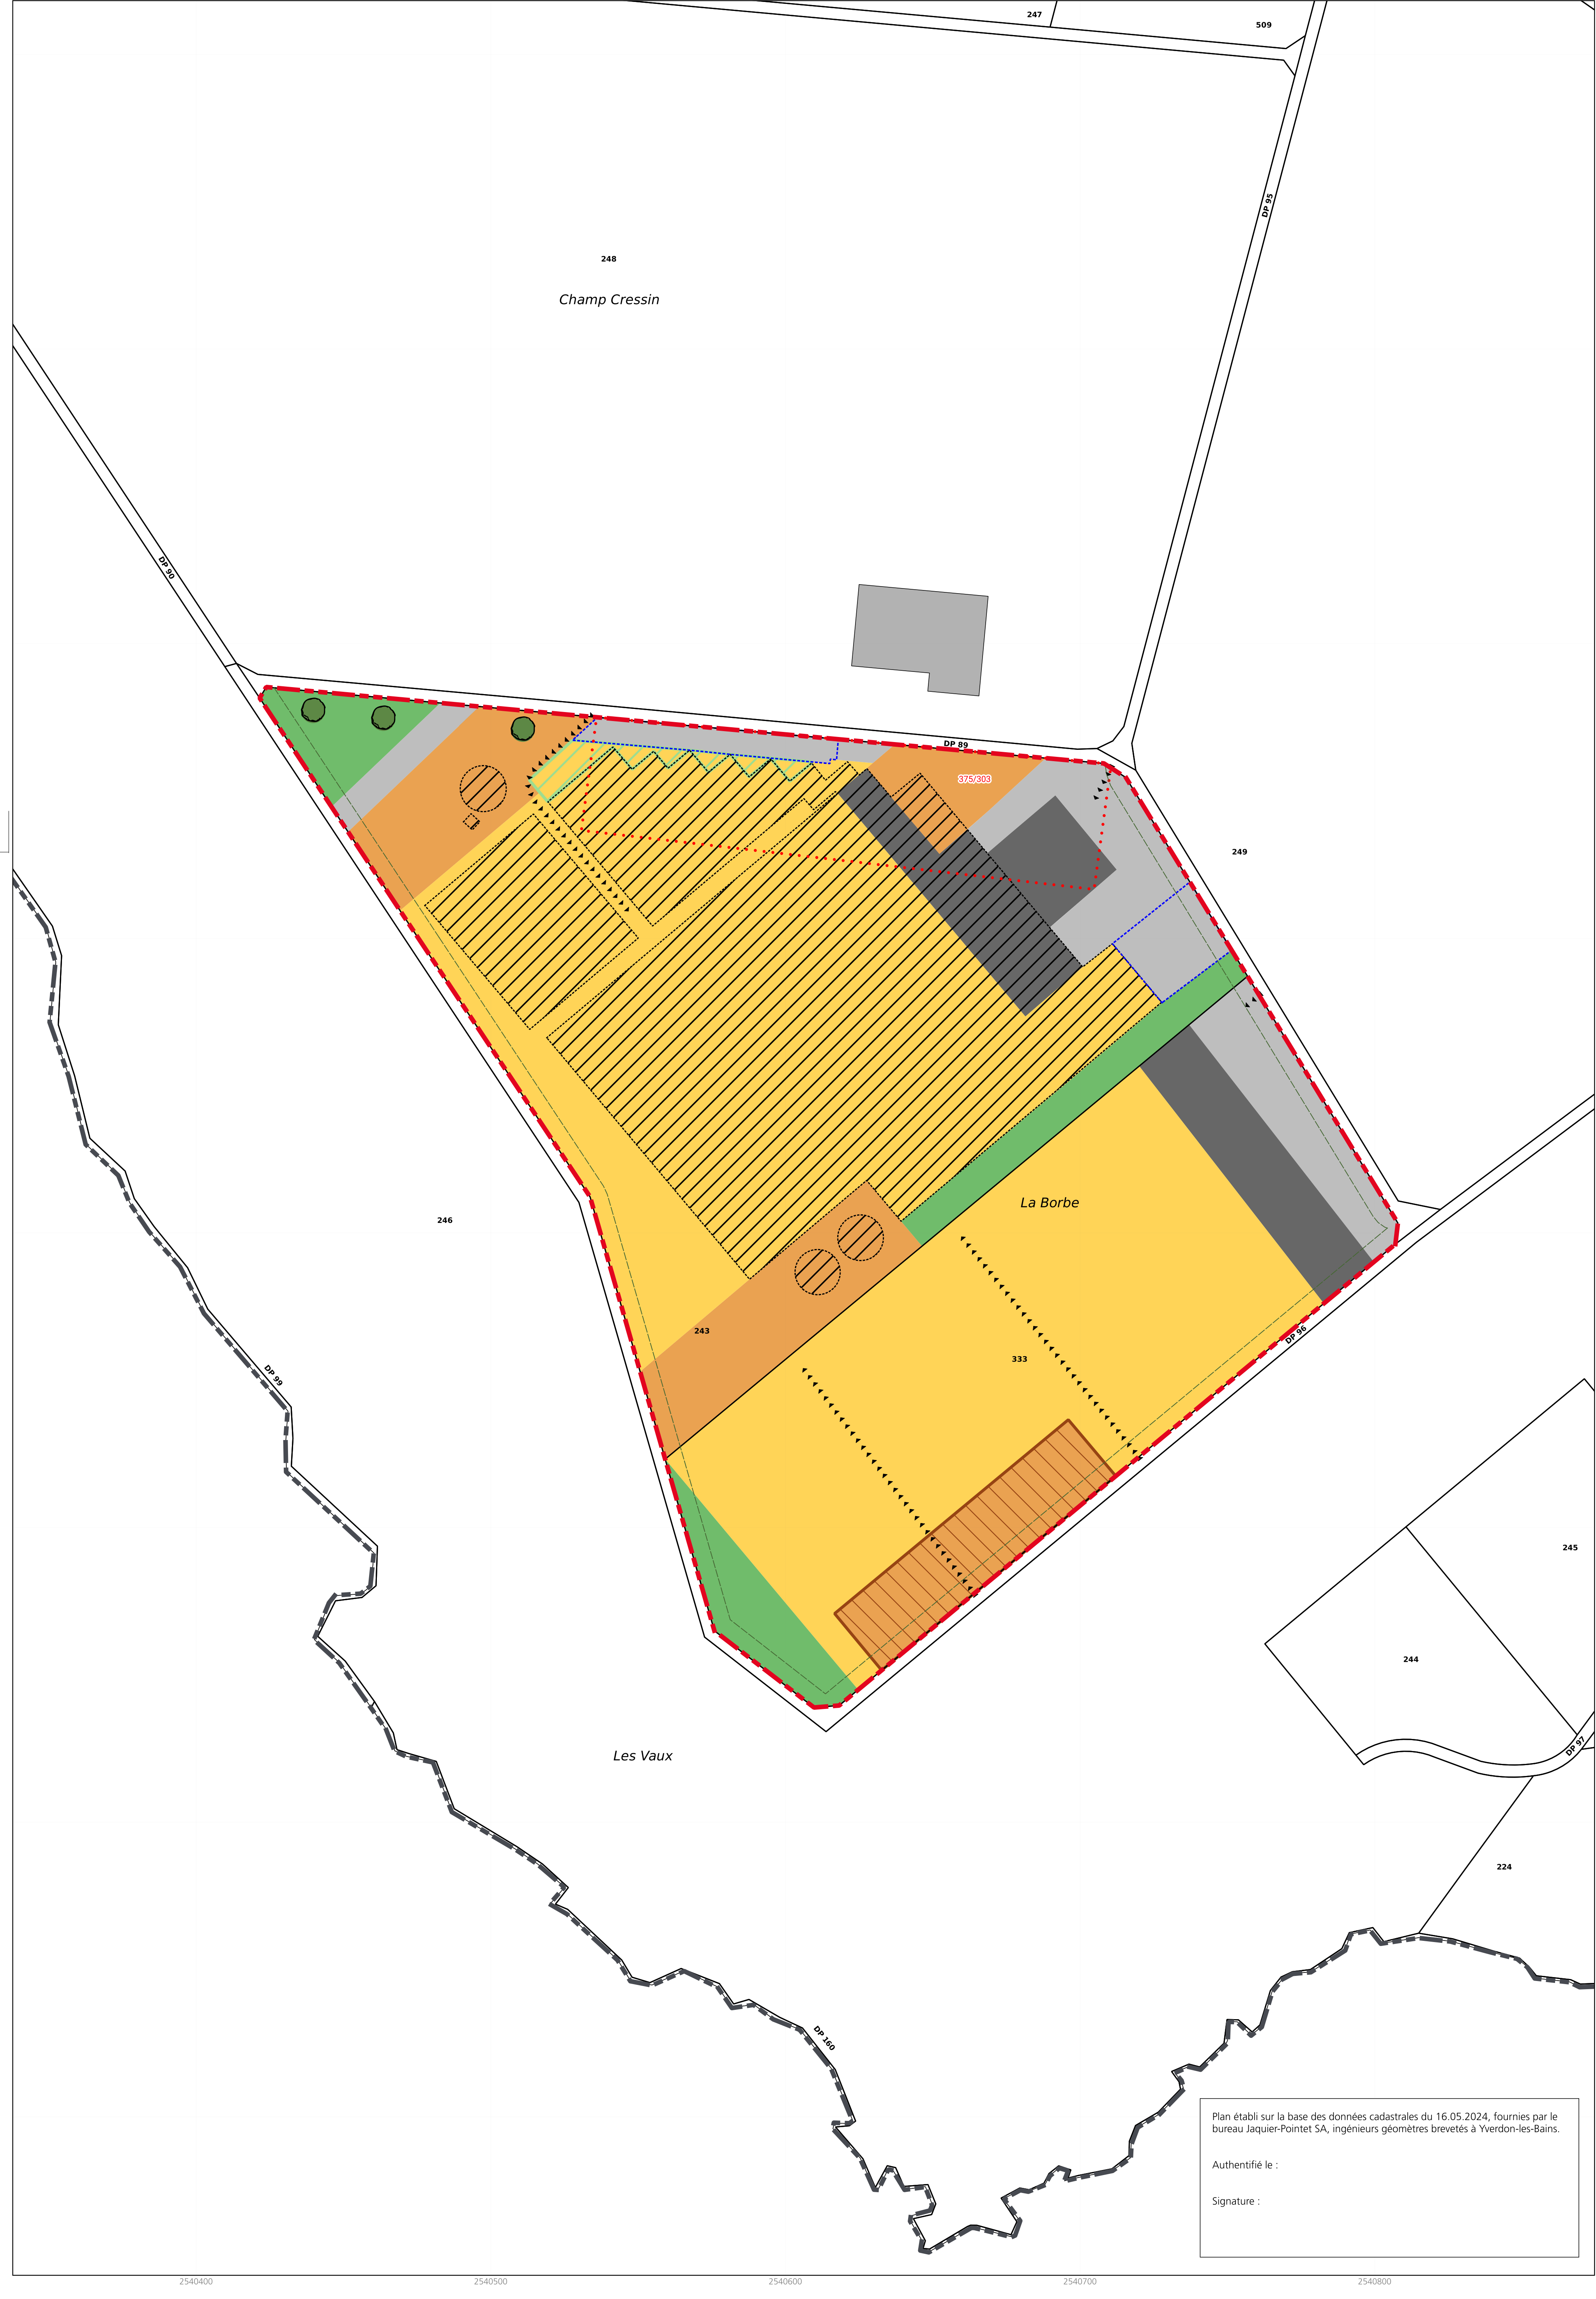 247
509
DP 95
248
Champ Cressin
DP 90
DP 89
375/303
249
La Borbe
246
243
333
DP 96
DP 99
245
244
DP 97
Les Vaux
224
DP 160
Plan établi sur la base des données cadastrales du 16.05.2024, fournies par le
bureau Jaquier-Pointet SA, ingénieurs géomètres brevetés à Yverdon-les-Bains.
Authentifié le :
Signature :
2540400
2540500
2540600
2540700
2540800